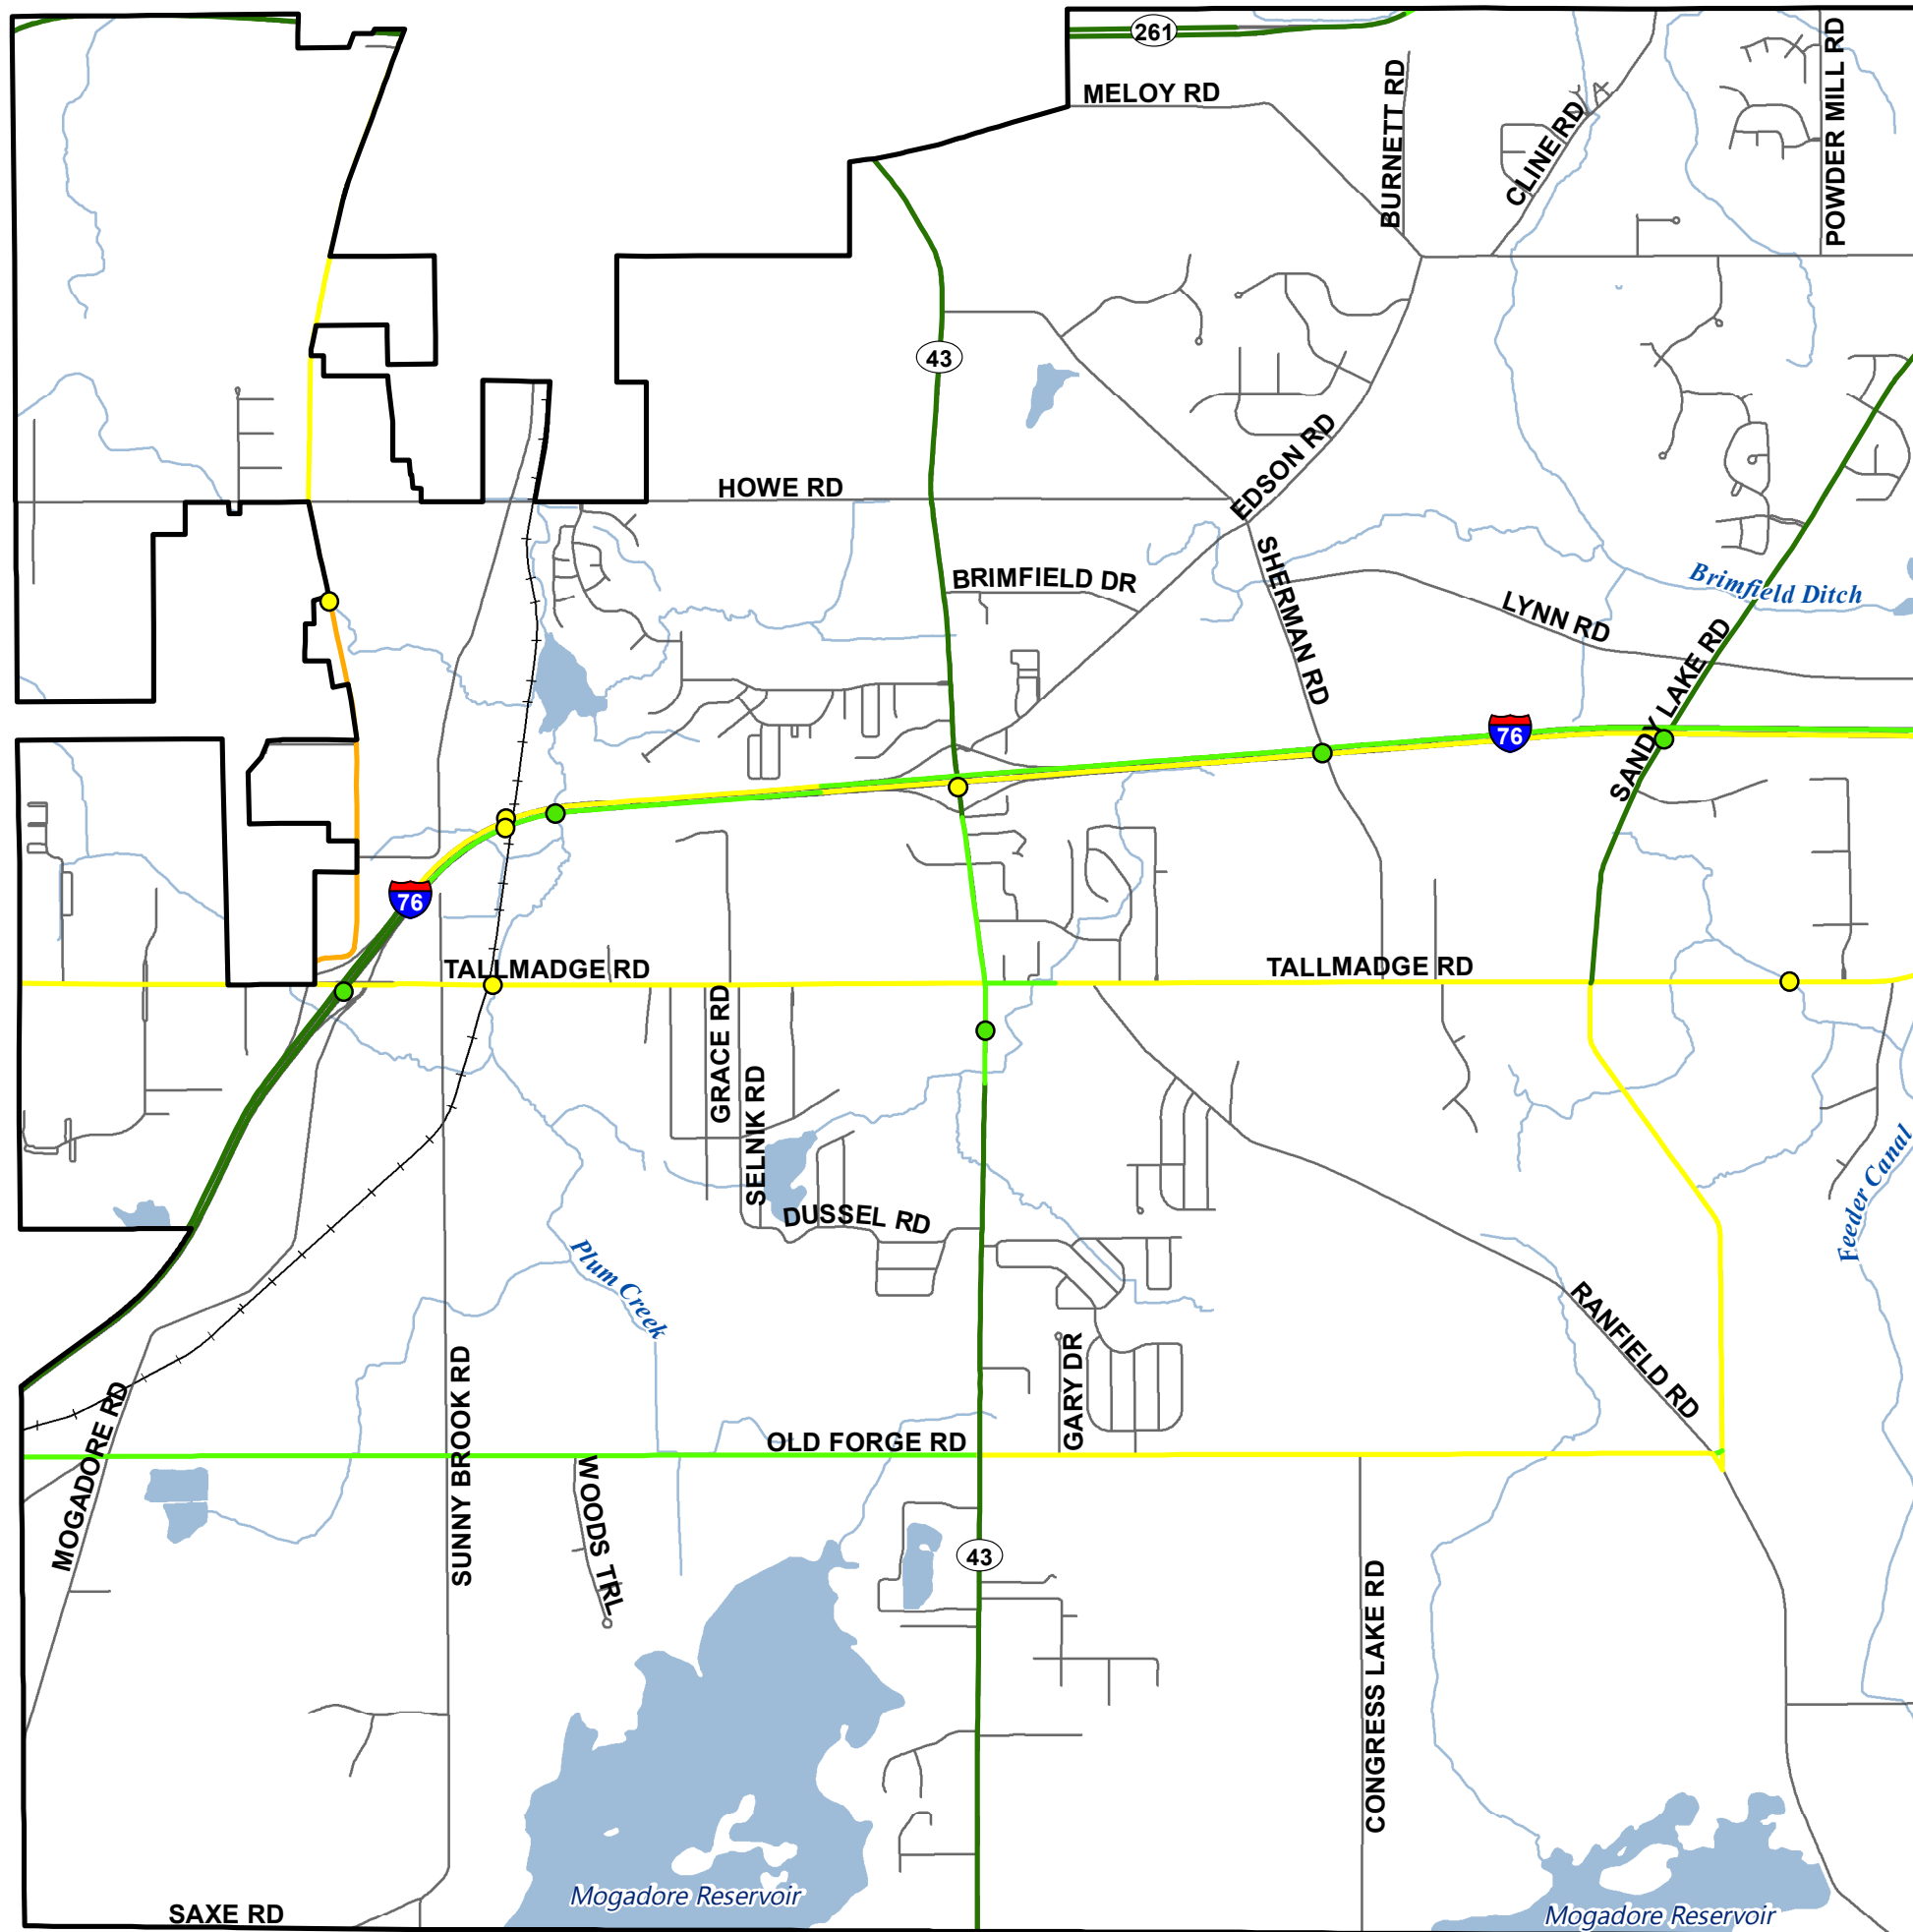 261
MELOY RD
BURNETT RD
CLINE RD
POWDER MILL RD
43
HOWE RD
EDSON RD
BRIMFIELD DR
SHERMAN RD
LYNN RD
Brimfield Ditch
SANDY LAKE RD
76
76
TALLMADGE RD
TALLMADGE RD
GRACE RD
SELNIK RD
DUSSEL RD
Feeder Canal
Plum Creek
RANFIELD RD
GARY DR
MOGADORE RD
SUNNY BROOK RD
OLD FORGE RD
WOODS TRL
43
CONGRESS LAKE RD
Mogadore Reservoir
Mogadore Reservoir
SAXE RD